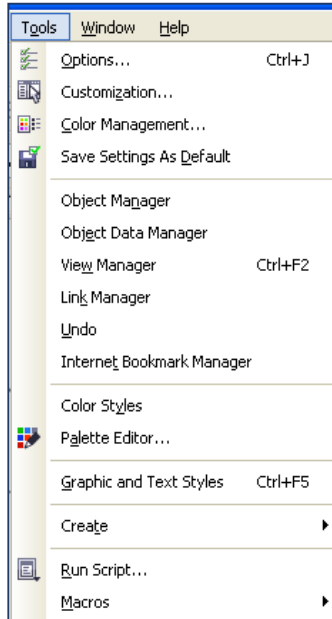 Tools Window Help
Options... Ctrl+J
Customization...
Color Management...
Save Settings As Default
Object Manager
Object Data Manager
View Manager Ctrl+F2
Link Manager
Undo
Internet Bookmark Manager
Color Styles
Palette Editor...
Graphic and Text Styles Ctrl+F5
Create
Run Script...
Macros